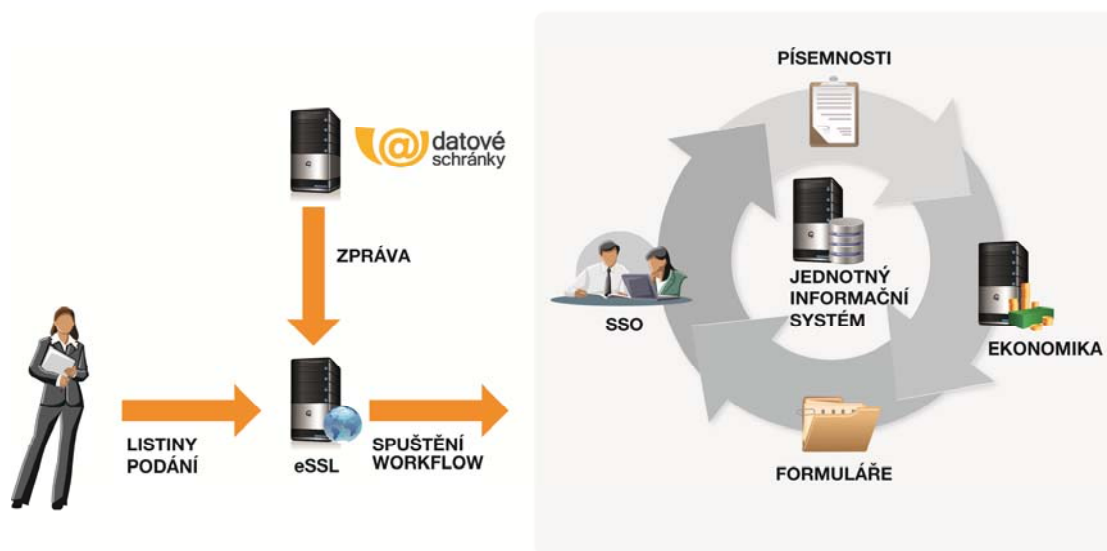 datové
schránky
ZPRÁVA
LISTINY
PODÁNÍ
eSSL
SPUŠTĚNÍ
WORKFLOW
PÍSEMNOSTI
JEDNOTNÝ
INFORMAČNÍ
SYSTÉM
SSO
EKONOMIKA
FORMULÁŘE